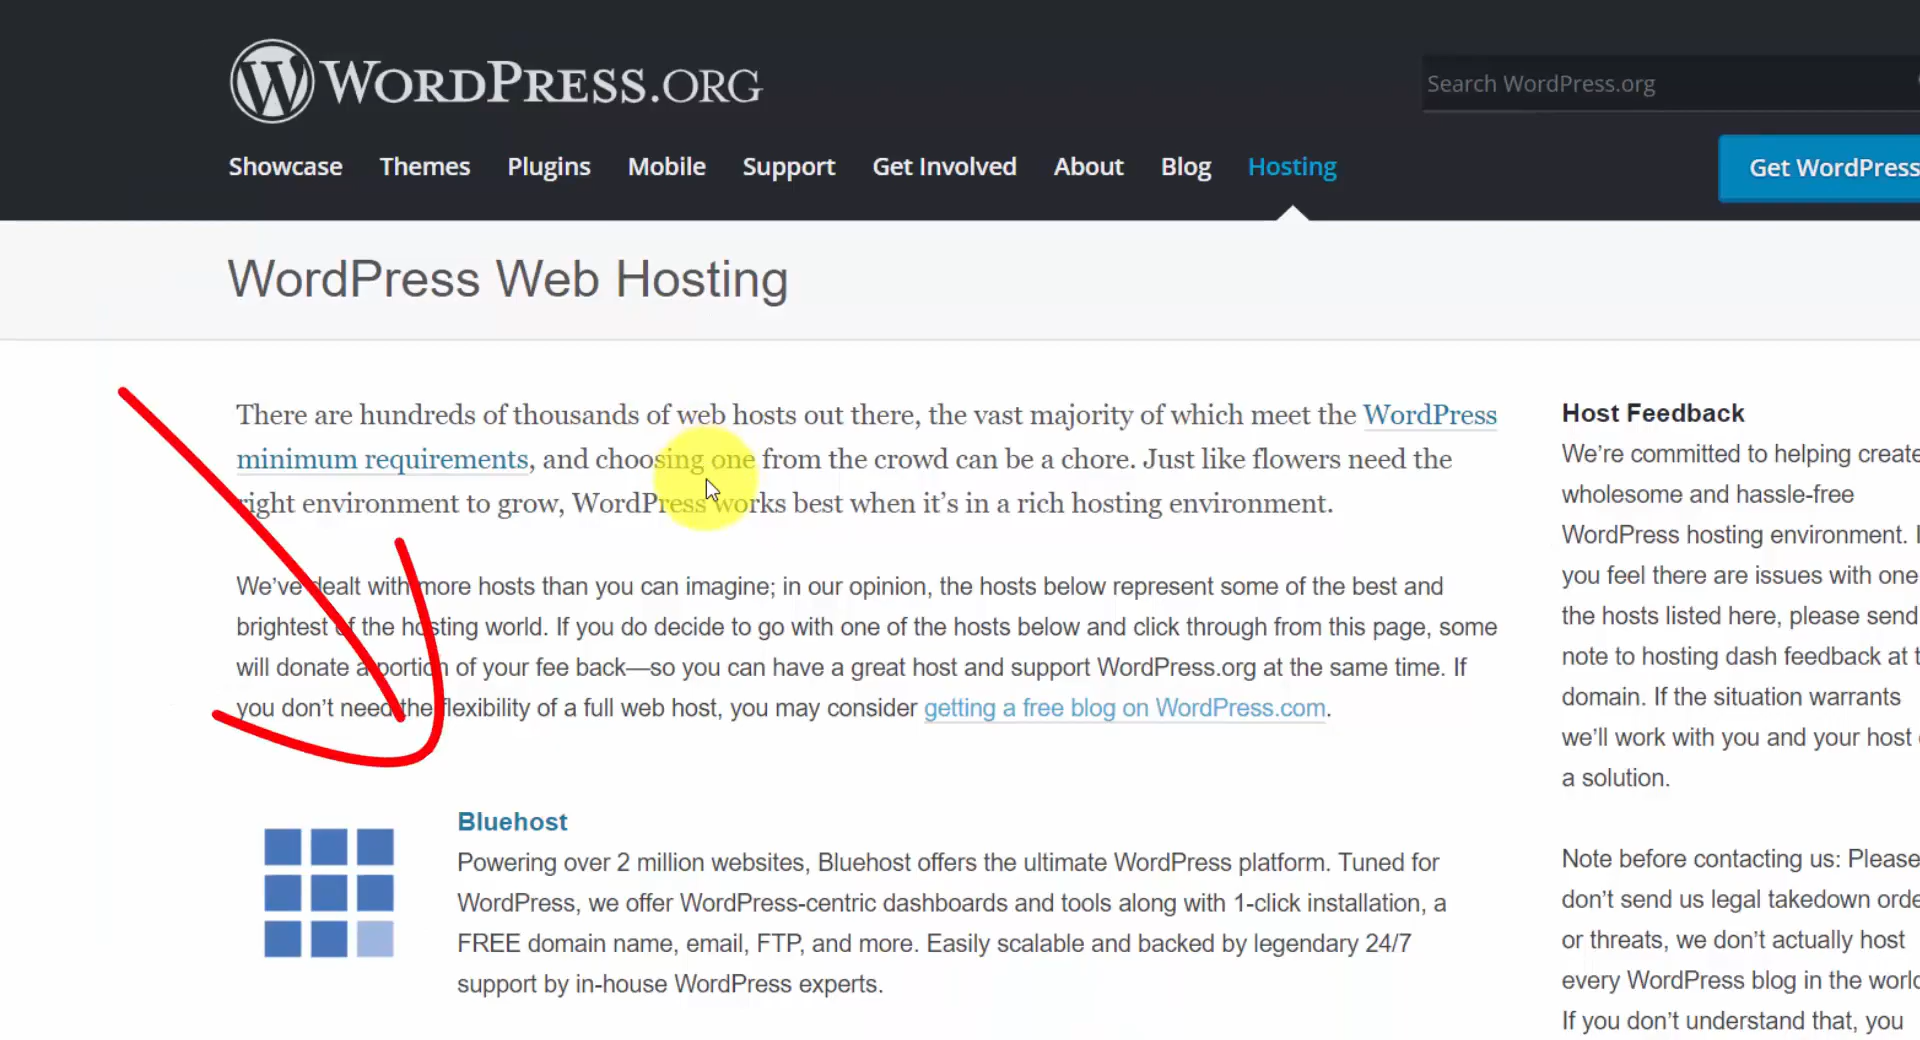 WORDPRESS.ORG
Search WordPress.org
Showcase Themes Plugins Mobile Support Get Involved About Blog Hosting
Get WordPress
WordPress Web Hosting
There are hundreds of thousands of web hosts out there, the vast majority of which meet the WordPress
minimum requirements, and choosing one from the crowd can be a chore. Just like flowers need the
right environment to grow, WordPress works best when it’s in a rich hosting environment.
We’ve dealt with more hosts than you can imagine; in our opinion, the hosts below represent some of the best and
brightest of the hosting world. If you do decide to go with one of the hosts below and click through from this page, some
will donate a portion of your fee back—so you can have a great host and support WordPress.org at the same time. If
you don’t need the flexibility of a full web host, you may consider getting a free blog on WordPress.com.
Bluehost
Powering over 2 million websites, Bluehost offers the ultimate WordPress platform. Tuned for
WordPress, we offer WordPress-centric dashboards and tools along with 1-click installation, a
FREE domain name, email, FTP, and more. Easily scalable and backed by legendary 24/7
support by in-house WordPress experts.
Host Feedback
We’re committed to helping create
wholesome and hassle-free
WordPress hosting environment.
you feel there are issues with one
the hosts listed here, please send
note to hosting dash feedback at
domain. If the situation warrants
we’ll work with you and your host
a solution.
Note before contacting us: Please
don’t send us legal takedown
or threats, we don’t actually host
every WordPress blog in the
If you don’t understand that, you